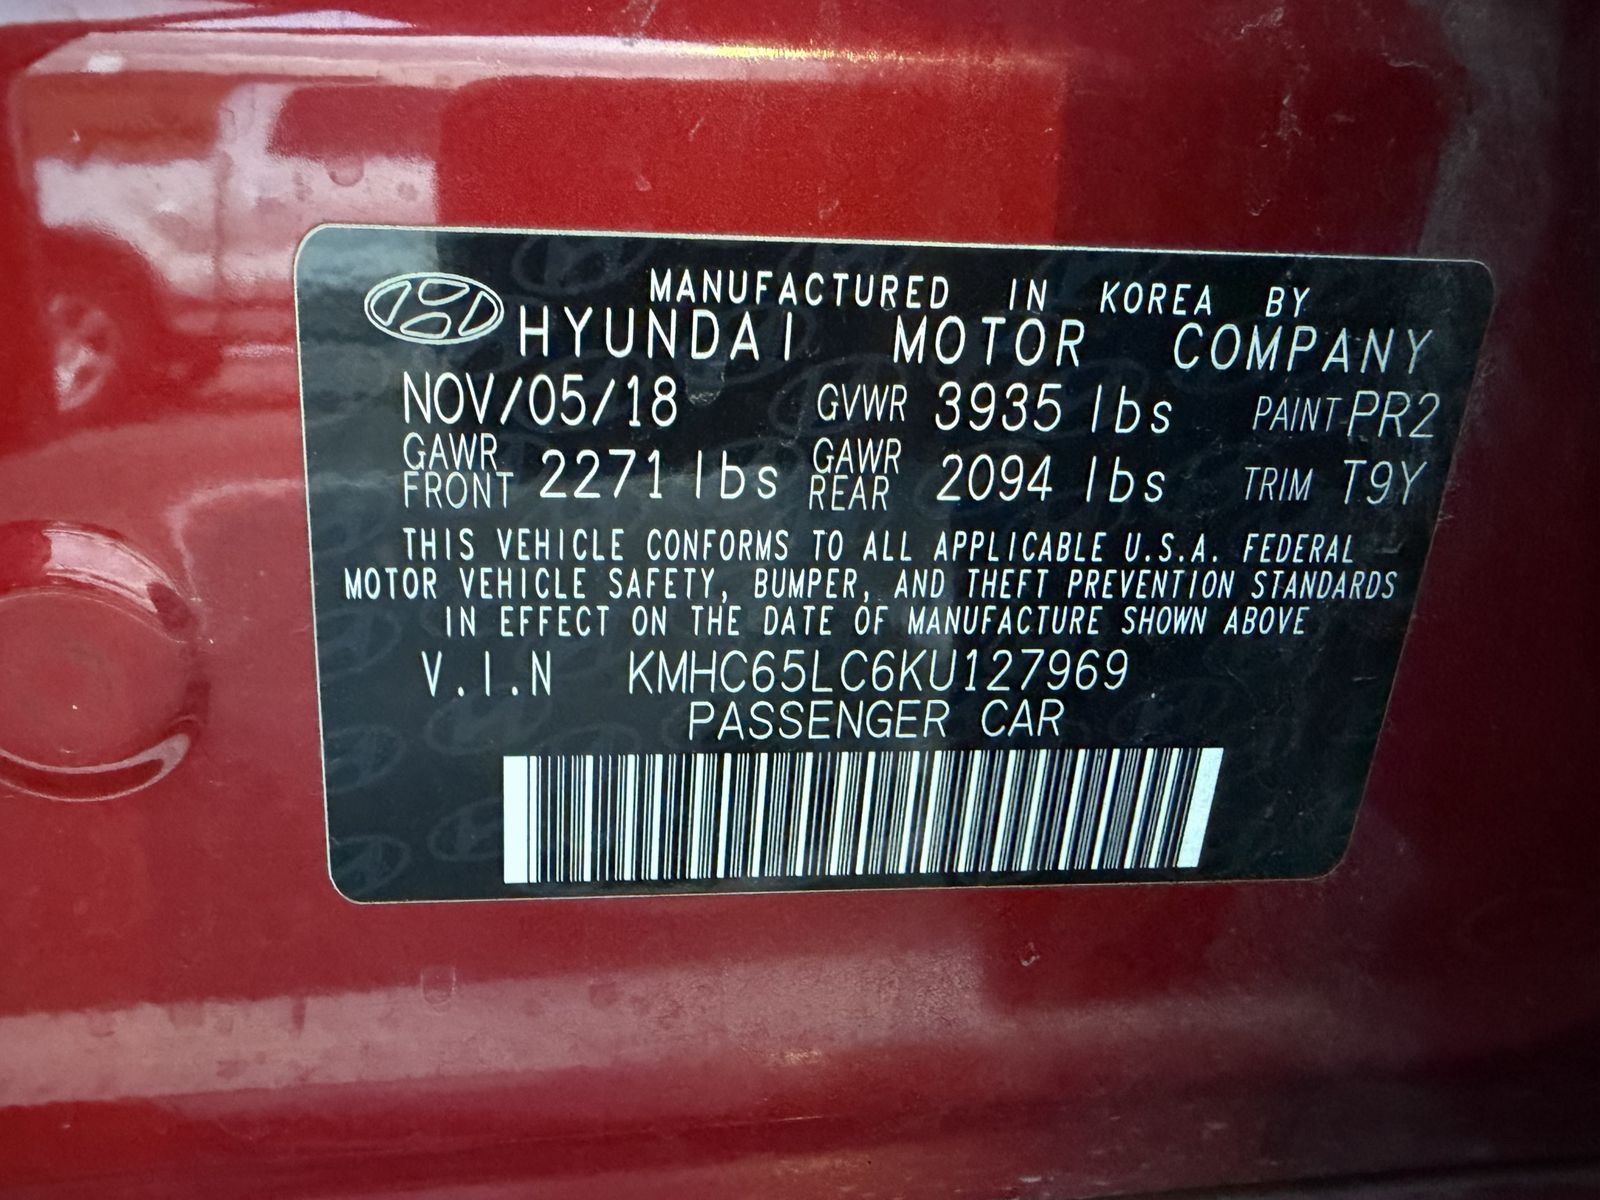 MANUFACTURED IN KOREA BY
HYUNDAI MOTOR COMPANY
NOV/05/18 GVWR 3935 lbs PAINT PR2
GAWR FRONT 2271 lbs GAWR REAR 2094 lbs TRIM T9Y
THIS VEHICLE CONFORMS TO ALL APPLICABLE U.S.A. FEDERAL
MOTOR VEHICLE SAFETY, BUMPER, AND THEFT PREVENTION STANDARDS
IN EFFECT ON THE DATE OF MANUFACTURE SHOWN ABOVE
V.I.N KMHC65LC6KU127969
PASSENGER CAR